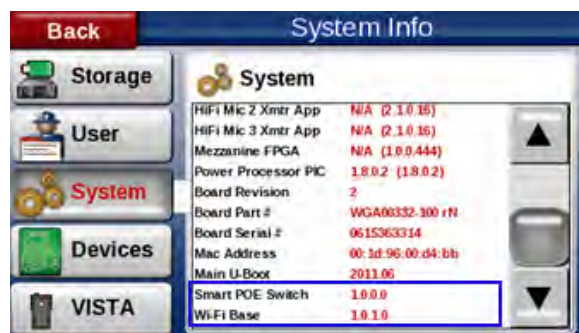 Back
System Info
Storage
User
System
Devices
VISTA
System
HiFi Mic 2 Xmtr App N/A (2.1.0.16)
HiFi Mic 3 Xmtr App N/A (2.1.0.16)
Mezzanine FPGA N/A (1.0.0.444)
Power Processor PIC 1.8.0.2 (1.8.0.2)
Board Revision 2
Board Part # WGA00332-100 rN
Board Serial # 0615363314
Mac Address 00:1d:96:00:d4:bb
Main U-Boot 2011.06
Smart POE Switch 1.0.0.0
Wi-Fi Base 1.0.1.0